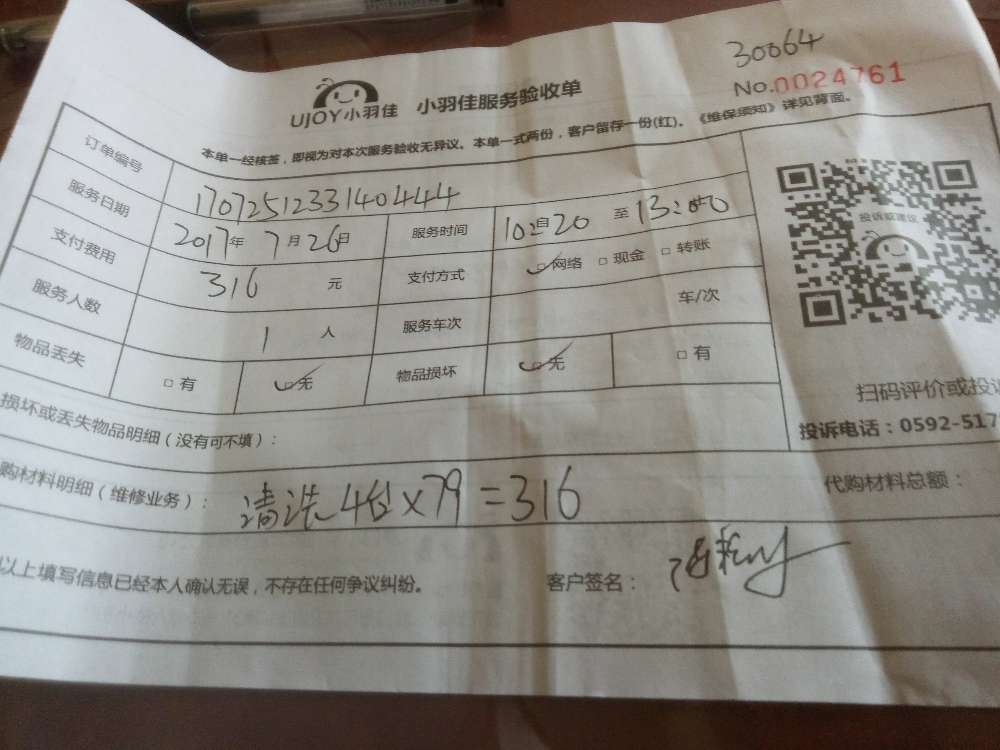 30064
UJOY小羽佳 小羽佳服务验收单 No.0024761
本单一经核签,即视为对本次服务验收无异议。本单一式两份,客户留存一份(红)。《维保须知》详见背面。
订单编号 170725123314044​4
服务日期 2017年 7月26日 服务时间 10:自20 至 13:00
支付费用 316 元 支付方式 □网络 □现金 □转账
服务人数 1 人 服务车次 车/次
物品丢失 □有 □无 物品损坏 □无 □有
投诉或建议
扫码评价或投
投诉电话:0592-517
损坏或丢失物品明细(没有可不填):
购材料明细(维修业务): 清洗4台×79=316 代购材料总额:
以上填写信息已经本人确认无误,不存在任何争议纠纷。 客户签名: